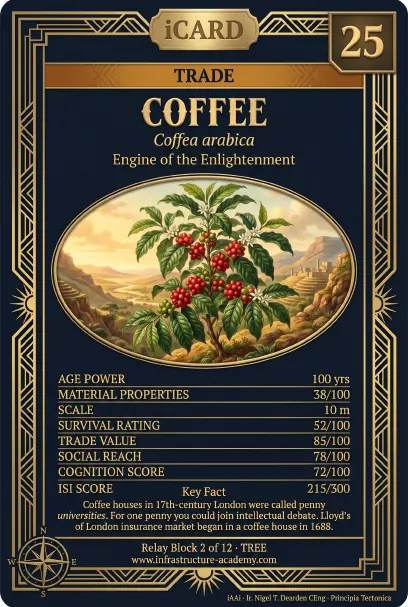 iCARD
25
TRADE
COFFEE
Coffea arabica
Engine of the Enlightenment
AGE POWER 100 yrs
MATERIAL PROPERTIES 38/100
SCALE 10 m
SURVIVAL RATING 52/100
TRADE VALUE 85/100
SOCIAL REACH 78/100
COGNITION SCORE 72/100
ISI SCORE 215/300
Key Fact
Coffee houses in 17th-century London were called penny
universities. For one penny you could join intellectual debate. Lloyd's
of London insurance market began in a coffee house in 1688.
Relay Block 2 of 12 · TREE
www.infrastructure-academy.com
N
W E
S
iAAi · Ir. Nigel T. Dearden CEng · Principia Tectonica